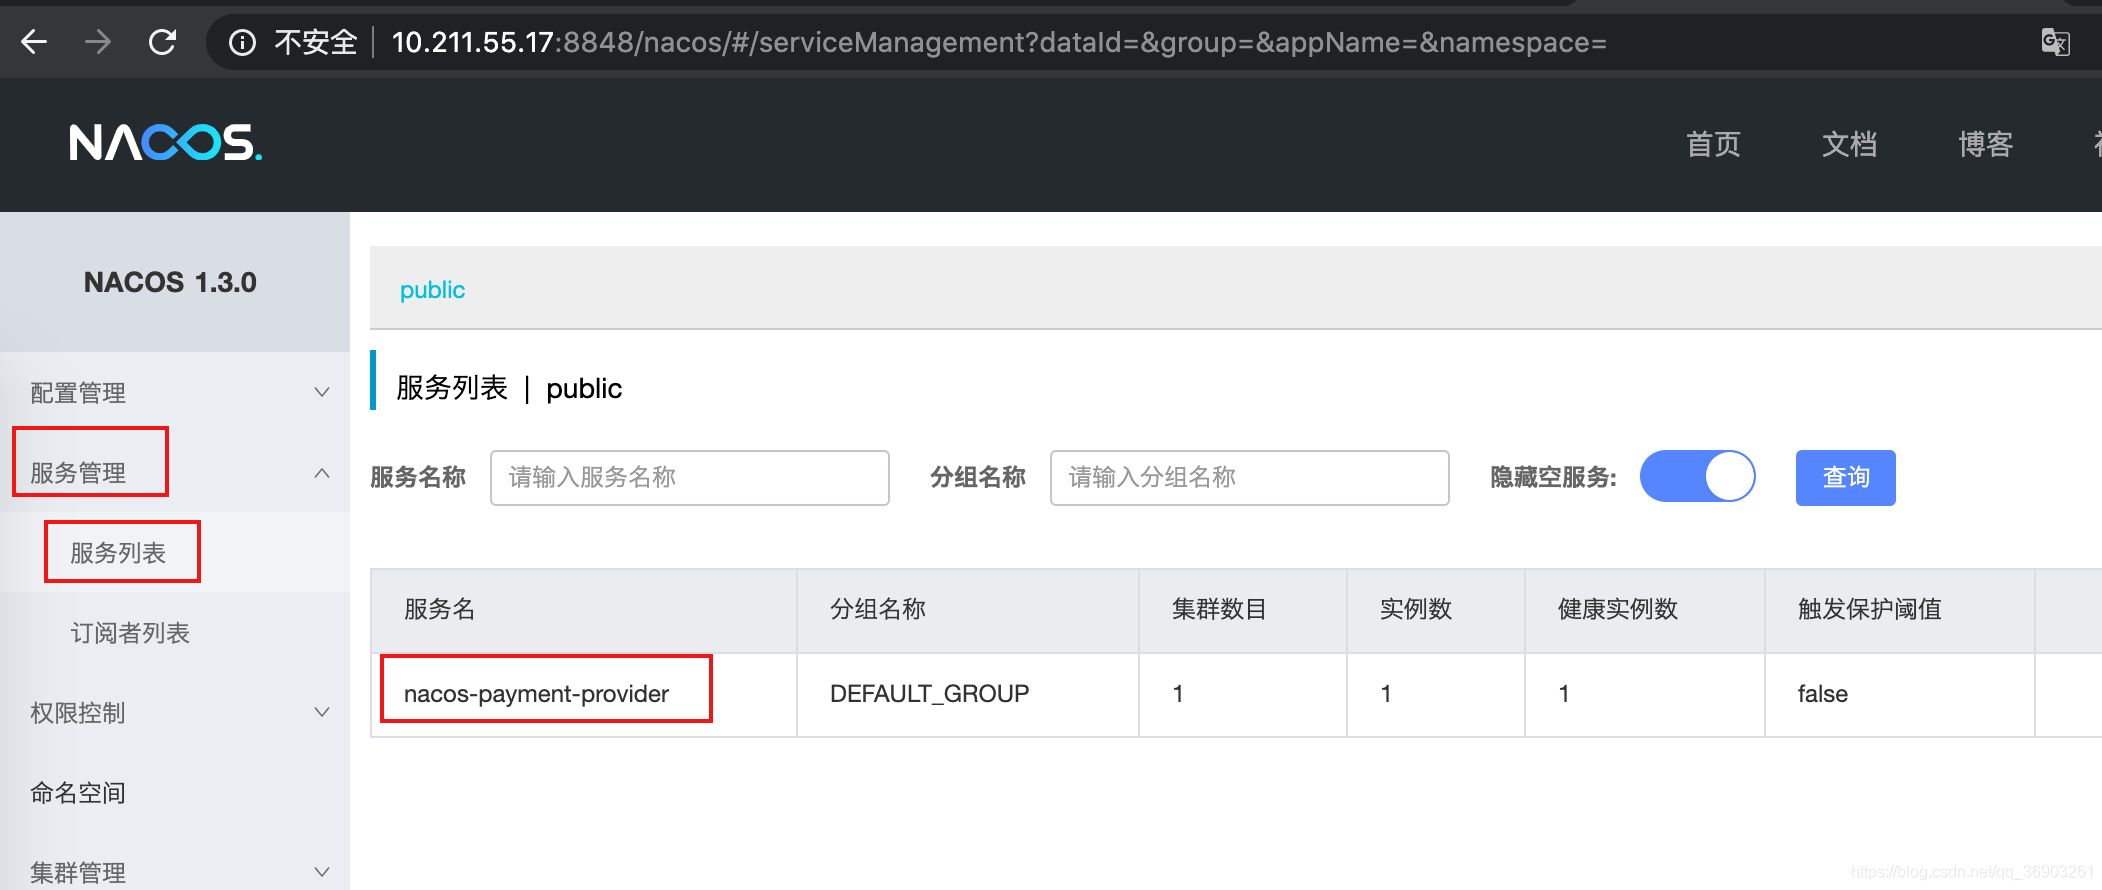 不安全 10.211.55.17:8848/nacos/#/serviceManagement?dataId=&group=&appName=&namespace=
NACOS.
首页 文档 博客
NACOS 1.3.0
public
配置管理
服务列表 | public
服务管理
服务名称 请输入服务名称 分组名称 请输入分组名称 隐藏空服务: 查询
服务列表
服务名 分组名称 集群数目 实例数 健康实例数 触发保护阈值
订阅者列表
nacos-payment-provider DEFAULT_GROUP 1 1 1 false
权限控制
命名空间
集群管理
https://blog.csdn.net/qq_36903261